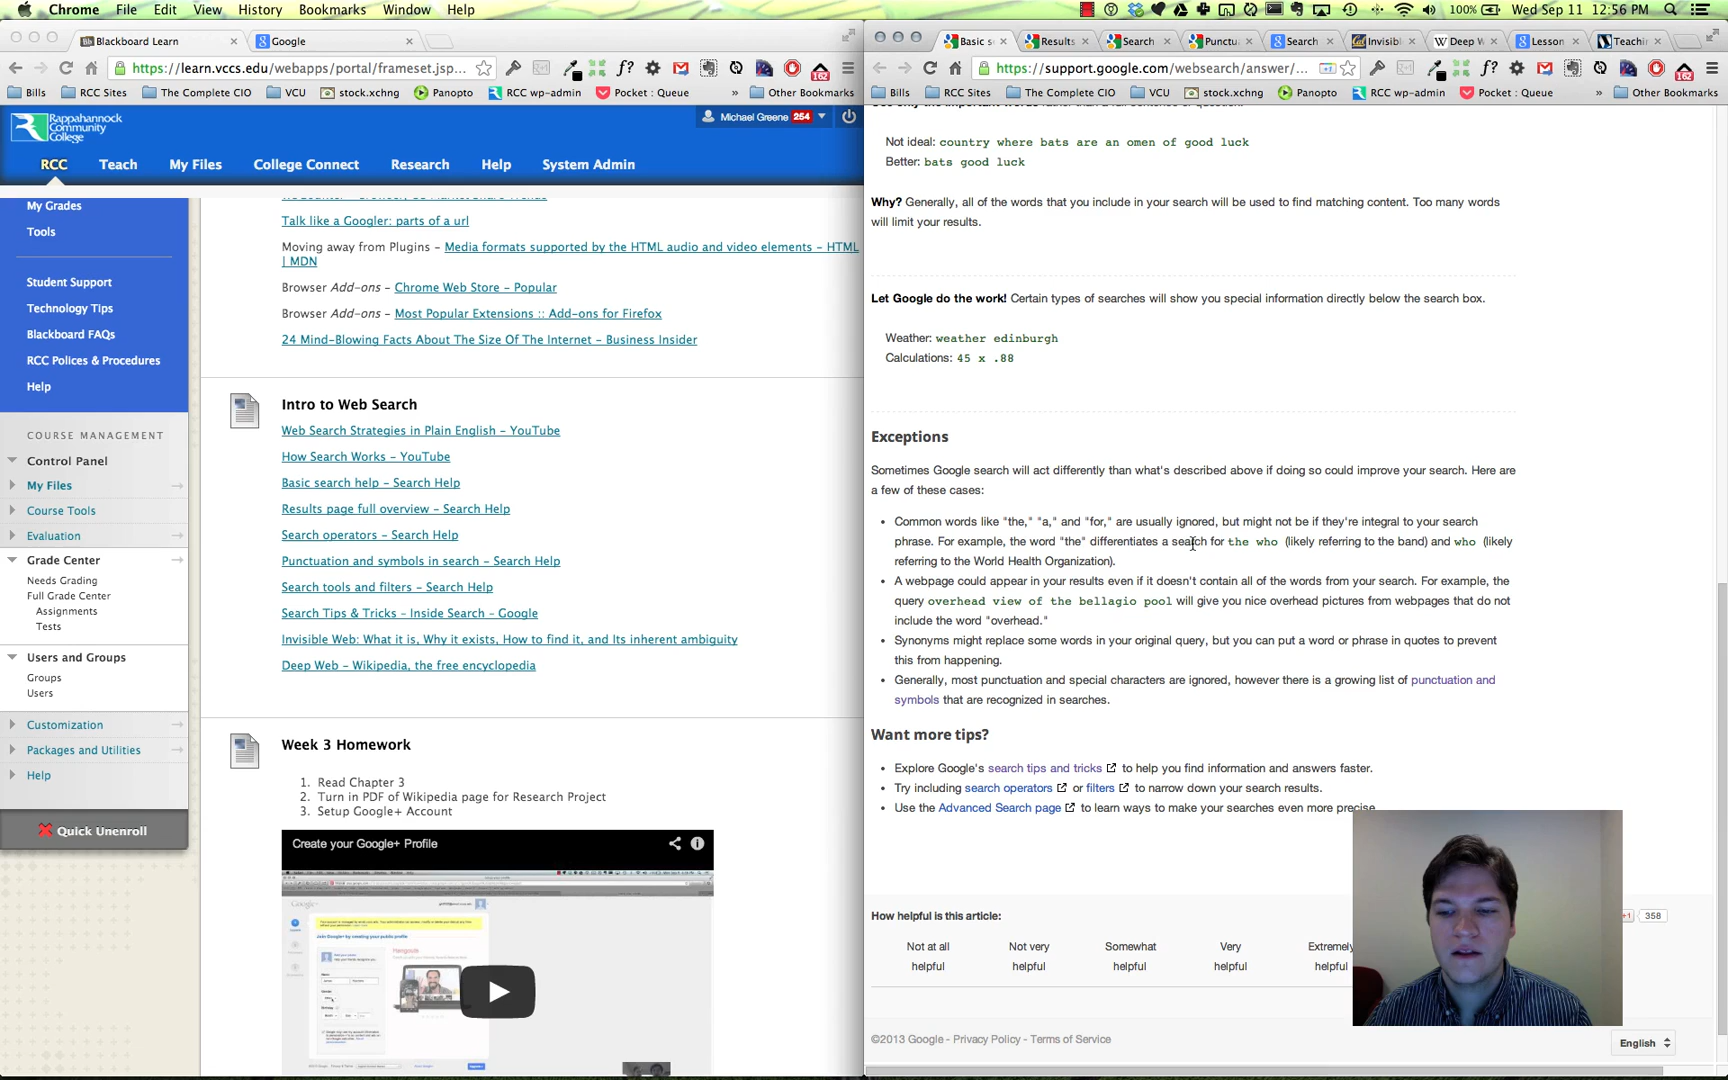 Chrome File Edit View History Bookmarks Window Help
100% Wed Sep 11 12:56 PM
Blackboard Learn
Google
https://learn.vccs.edu/webapps/portal/frameset.jsp...
162
Bills RCC Sites The Complete CIO VCU stock.xchng Panopto RCC wp-admin Pocket : Queue » Other Bookmarks
Rappahannock
Community
College
Michael Greene 254
RCC Teach My Files College Connect Research Help System Admin
My Grades
Tools
Student Support
Technology Tips
Blackboard FAQs
RCC Polices & Procedures
Help
COURSE MANAGEMENT
Control Panel
My Files
Course Tools
Evaluation
Grade Center
Needs Grading
Full Grade Center
Assignments
Tests
Users and Groups
Groups
Users
Customization
Packages and Utilities
Help
Quick Unenroll
Talk like a Googler: parts of a url
Moving away from Plugins – Media formats supported by the HTML audio and video elements – HTML
| MDN
Browser Add-ons – Chrome Web Store – Popular
Browser Add-ons – Most Popular Extensions :: Add-ons for Firefox
24 Mind-Blowing Facts About The Size Of The Internet – Business Insider
Intro to Web Search
Web Search Strategies in Plain English – YouTube
How Search Works – YouTube
Basic search help – Search Help
Results page full overview – Search Help
Search operators – Search Help
Punctuation and symbols in search – Search Help
Search tools and filters – Search Help
Search Tips & Tricks – Inside Search – Google
Invisible Web: What it is, Why it exists, How to find it, and Its inherent ambiguity
Deep Web – Wikipedia, the free encyclopedia
Week 3 Homework
1. Read Chapter 3
2. Turn in PDF of Wikipedia page for Research Project
3. Setup Google+ Account
Create your Google+ Profile
Basic s
Results
Search
Punctu
Search
Invisibl
Deep W
Lesson
Teachin
https://support.google.com/websearch/answer/...
162
Bills RCC Sites The Complete CIO VCU stock.xchng Panopto RCC wp-admin Pocket : Queue » Other Bookmarks
Not ideal: country where bats are an omen of good luck
Better: bats good luck
Why? Generally, all of the words that you include in your search will be used to find matching content. Too many words
will limit your results.
Let Google do the work! Certain types of searches will show you special information directly below the search box.
Weather: weather edinburgh
Calculations: 45 x .88
Exceptions
Sometimes Google search will act differently than what's described above if doing so could improve your search. Here are
a few of these cases:
• Common words like "the," "a," and "for," are usually ignored, but might not be if they're integral to your search
phrase. For example, the word "the" differentiates a search for the who (likely referring to the band) and who (likely
referring to the World Health Organization).
• A webpage could appear in your results even if it doesn't contain all of the words from your search. For example, the
query overhead view of the bellagio pool will give you nice overhead pictures from webpages that do not
include the word "overhead."
• Synonyms might replace some words in your original query, but you can put a word or phrase in quotes to prevent
this from happening.
• Generally, most punctuation and special characters are ignored, however there is a growing list of punctuation and
symbols that are recognized in searches.
Want more tips?
• Explore Google's search tips and tricks to help you find information and answers faster.
• Try including search operators or filters to narrow down your search results.
• Use the Advanced Search page to learn ways to make your searches even more precise
How helpful is this article:
+1 358
Not at all helpful
Not very helpful
Somewhat helpful
Very helpful
Extremely helpful
©2013 Google - Privacy Policy - Terms of Service
English